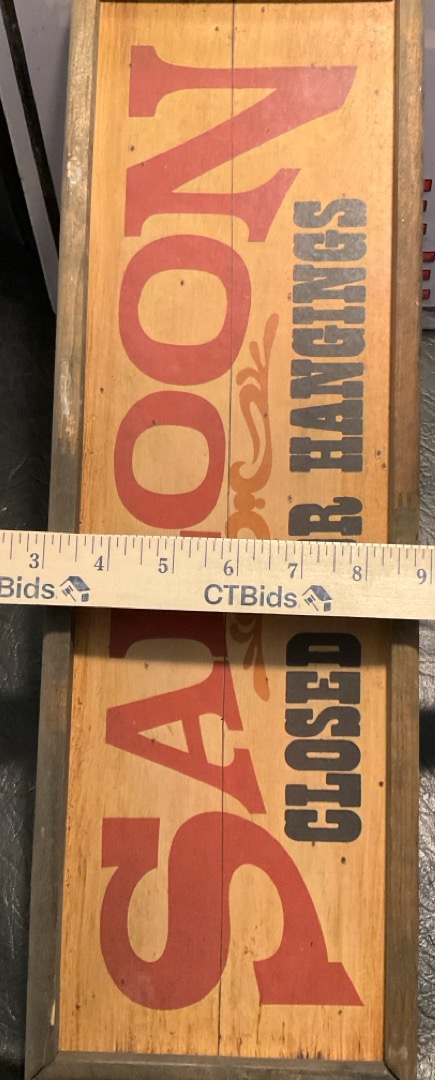 SALOON
CLOSED FOR HANGINGS
3 4 5 6 7 8 9
Bids CTBids